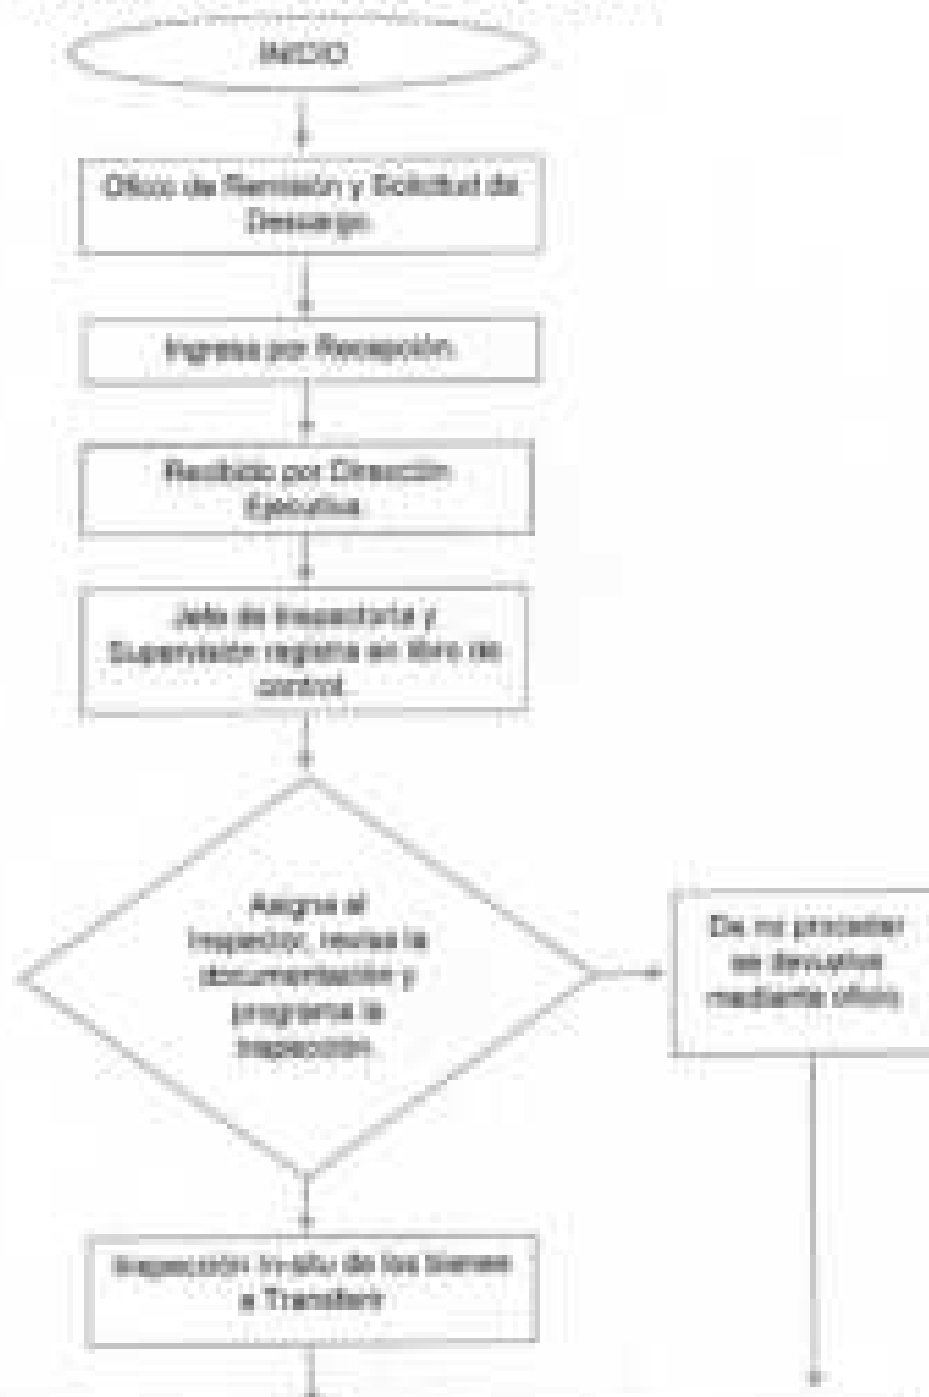 INICIO
Oficio de Remisión y Solicitud de
Descargo.
Ingresa por Recepción.
Recibido por Dirección
Ejecutiva.
Jefe de Inspectoría y
Supervisión registra en libro de
control.
Asigna al
Inspector, revisa la
documentación y
programa la
Inspección.
De no proceder
se devuelve
mediante oficio.
Inspección In-situ de los bienes
a Transferir